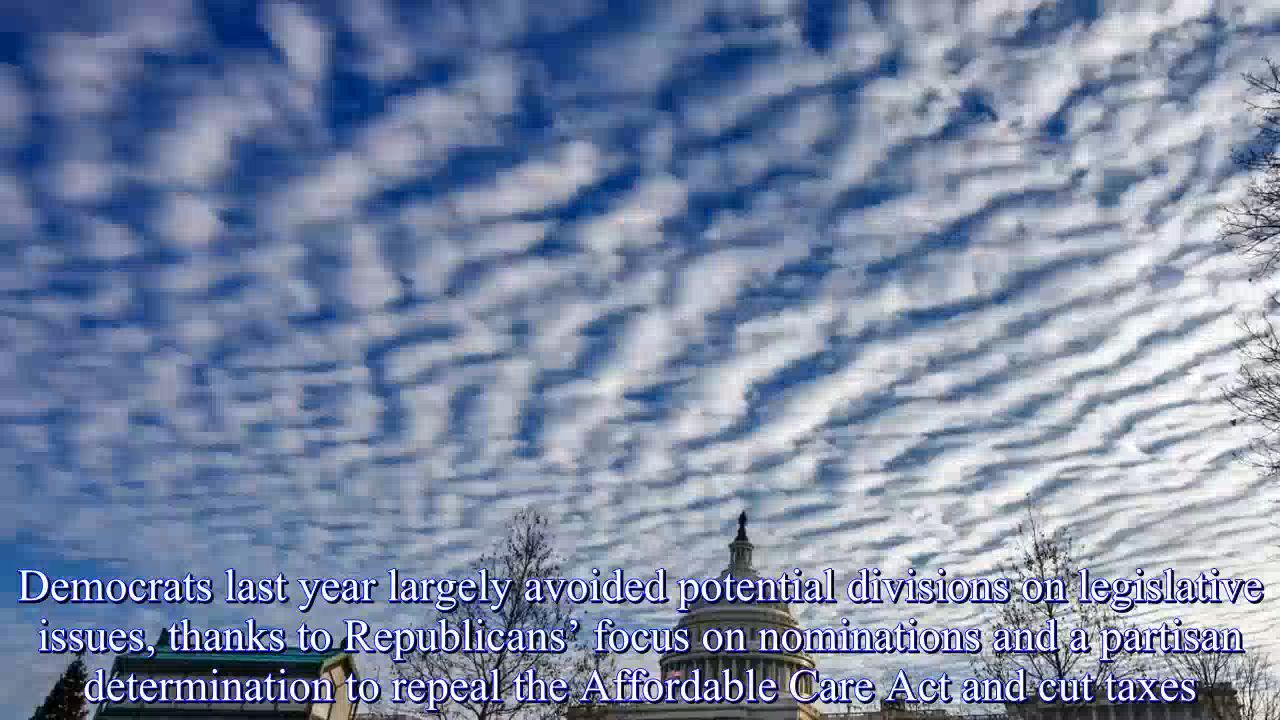 Democrats last year largely avoided potential divisions on legislative
issues, thanks to Republicans’ focus on nominations and a partisan
determination to repeal the Affordable Care Act and cut taxes